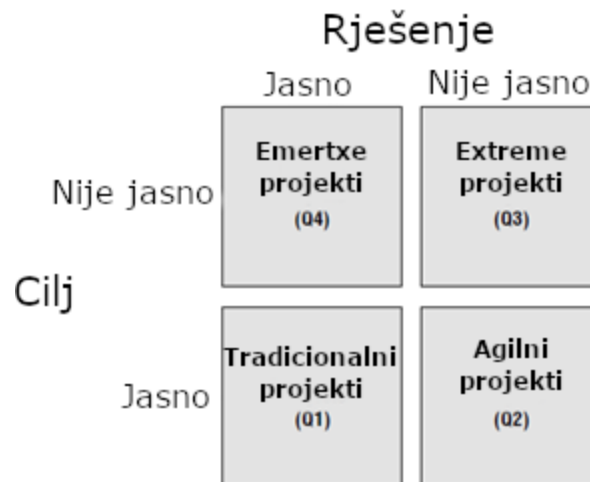 Rješenje
Jasno
Nije jasno
Nije jasno
Emertxe
projekti
(Q4)
Extreme
projekti
(Q3)
Cilj
Jasno
Tradicionalni
projekti
(Q1)
Agilni
projekti
(Q2)